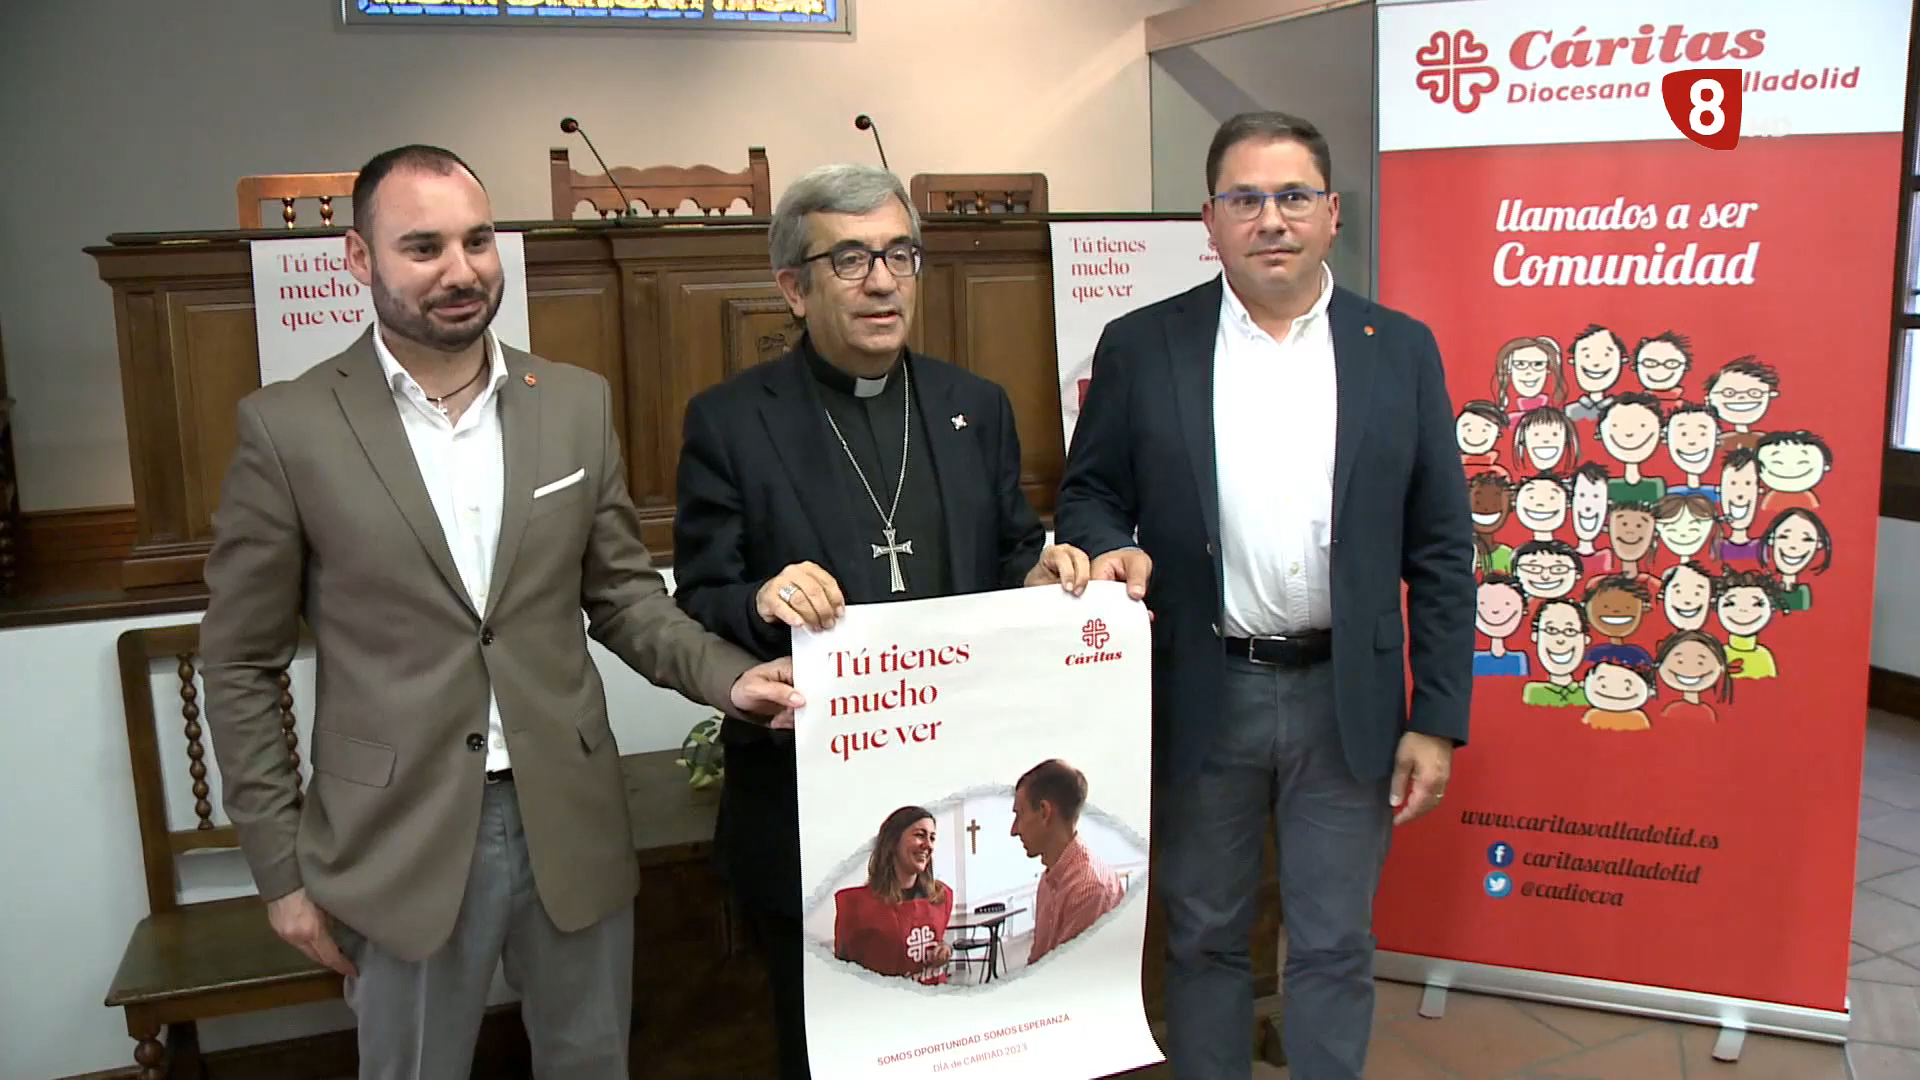 Cáritas
Diocesana lladolid
8
llamados a ser
Comunidad
www.caritasvalladolid.es
caritasvalladolid
@cadiocva
Tú tien
mucho
que ver
Tú tienes
mucho
que ver
Tú tienes
mucho
que ver
Cáritas
SOMOS OPORTUNIDAD. SOMOS ESPERANZA.
DÍA de CARIDAD.2023